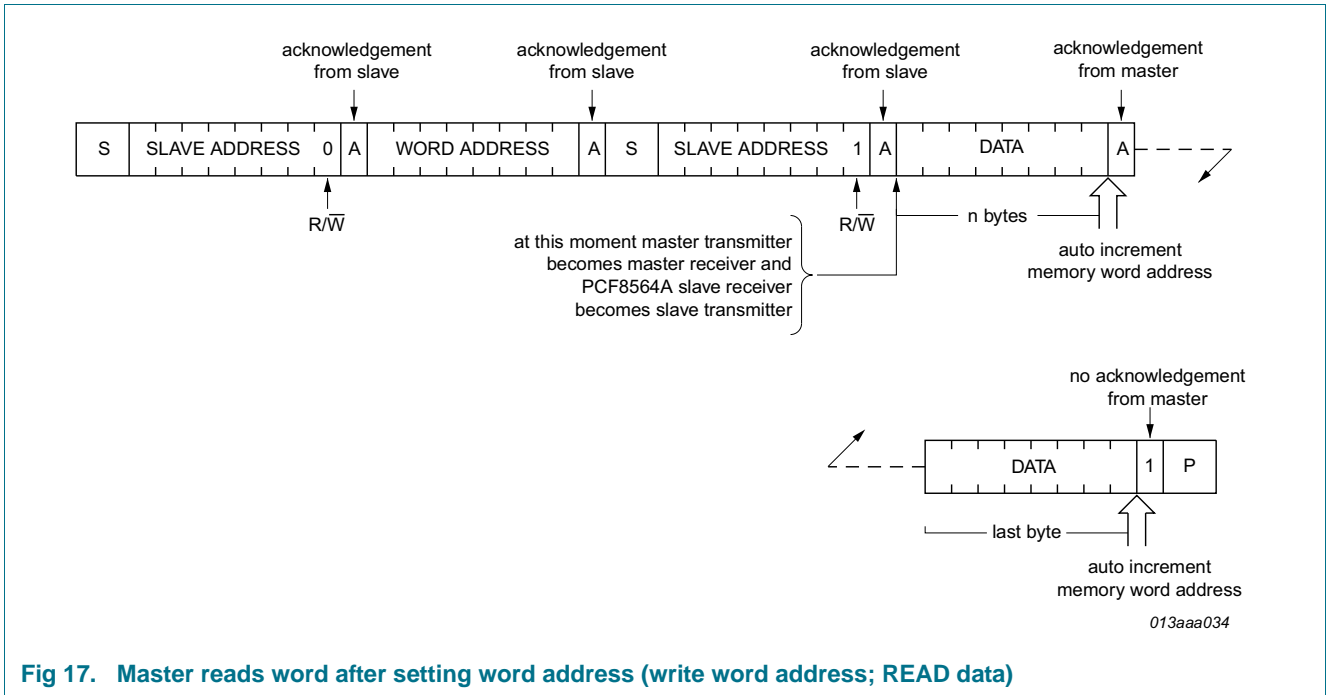 acknowledgement
from slave
acknowledgement
from slave
acknowledgement
from slave
acknowledgement
from master
S SLAVE ADDRESS 0 A WORD ADDRESS A S SLAVE ADDRESS 1 A DATA A
R/W̅
R/W̅
n bytes
at this moment master transmitter
becomes master receiver and
PCF8564A slave receiver
becomes slave transmitter
auto increment
memory word address
no acknowledgement
from master
DATA 1 P
last byte
auto increment
memory word address
013aaa034
Fig 17. Master reads word after setting word address (write word address; READ data)